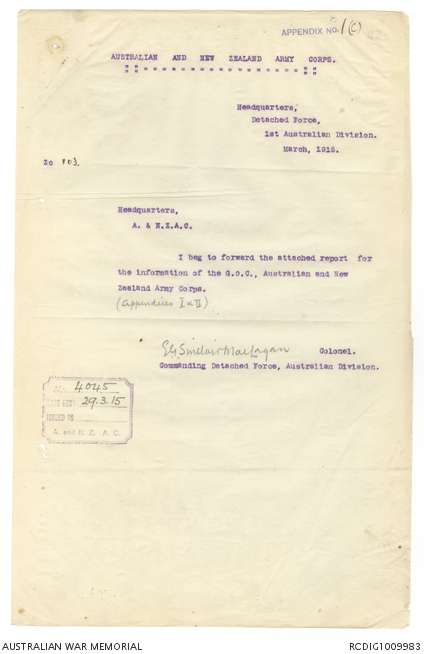 APPENDIX NO. 1(C)
AUSTRALIAN AND NEW ZEALAND ARMY CORPS.
Headquarters,
Detached Force,
1st Australian Division.
March, 1915.
Headquarters,
A. & N.Z.A.C.
I beg to forward the attached report for
the information of the G.O.C., Australian and New
Zealand Army Corps.
(Appendices I & II)
EG Sinclair MacLagan Colonel.
Commanding Detached Force, Australian Division.
No. 4045
29.3.15
A. and N. Z. A. C.
AUSTRALIAN WAR MEMORIAL
RCDIG1009983